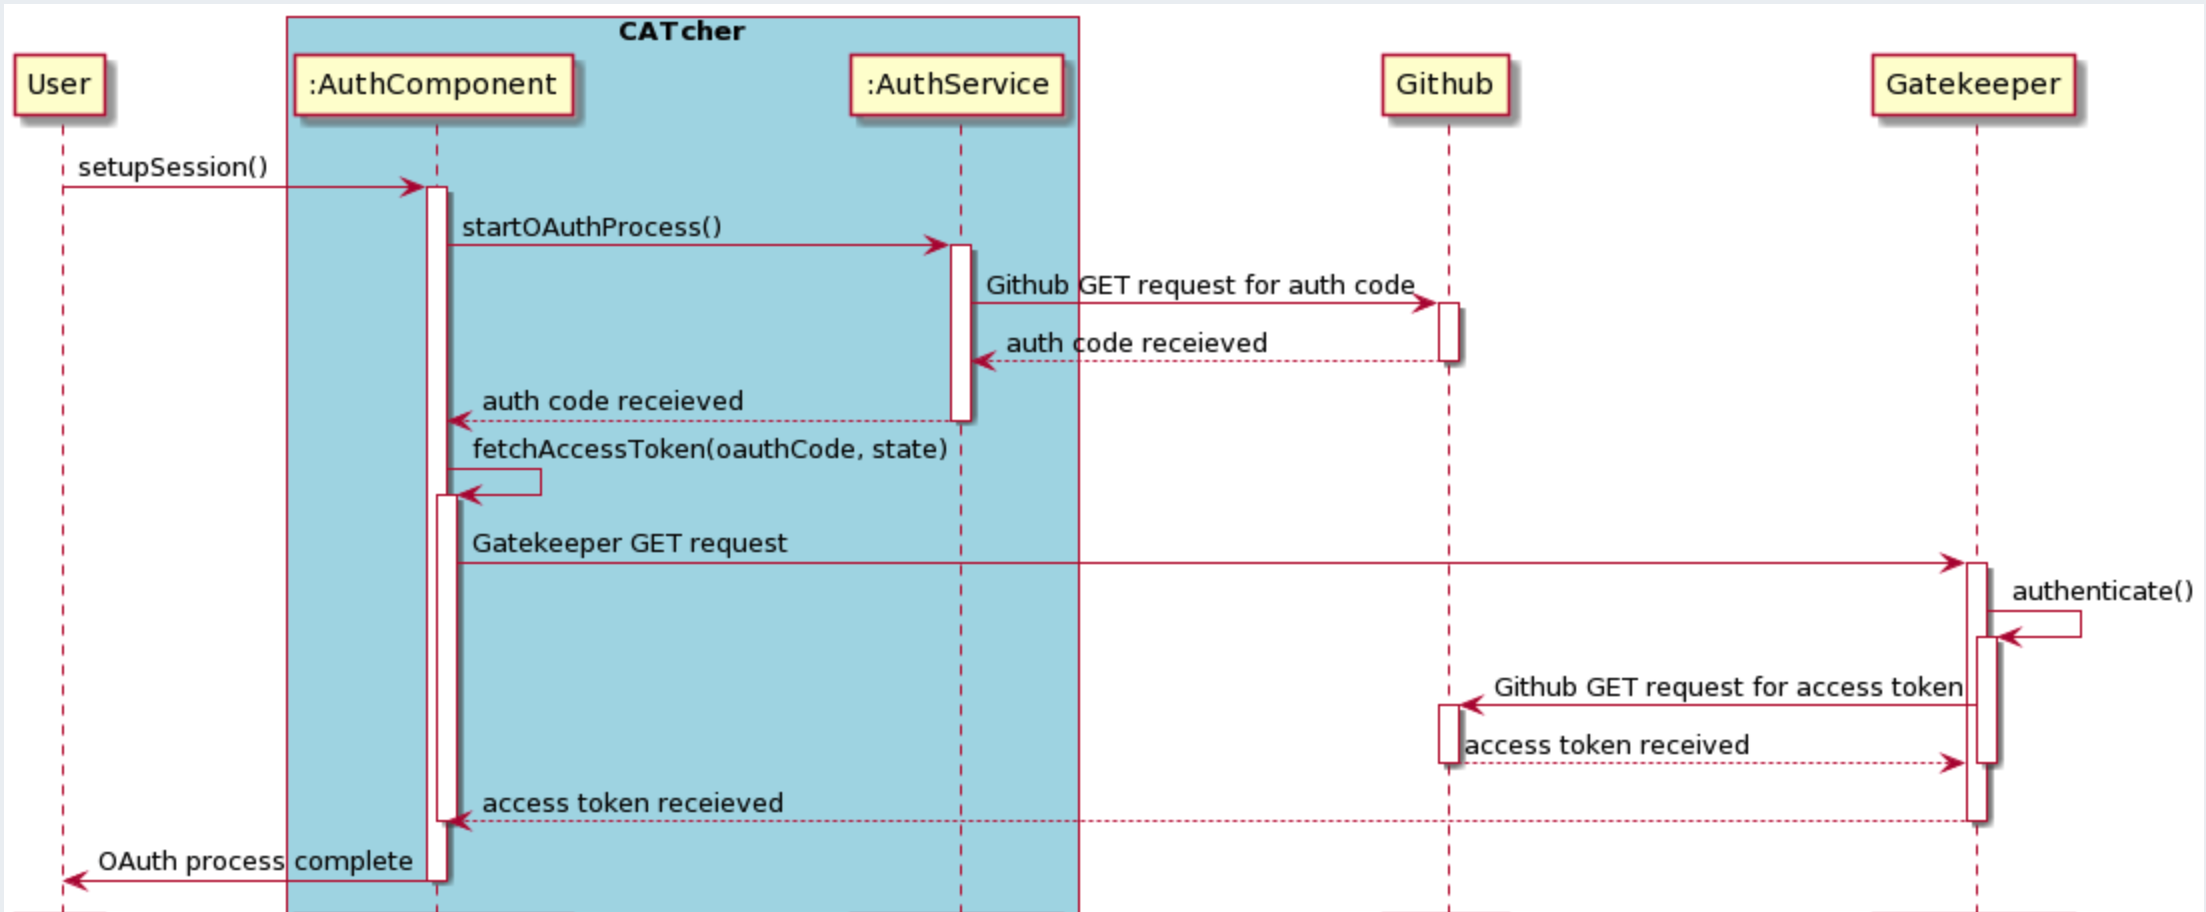 CATcher
User
:AuthComponent
:AuthService
Github
Gatekeeper
setupSession()
startOAuthProcess()
Github GET request for auth code
auth code receieved
auth code receieved
fetchAccessToken(oauthCode, state)
Gatekeeper GET request
authenticate()
Github GET request for access token
access token received
access token receieved
OAuth process complete